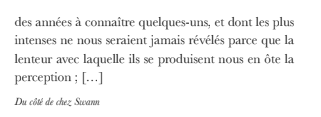 des années à connaître quelques-uns, et dont les plus
intenses ne nous seraient jamais révélés parce que la
lenteur avec laquelle ils se produisent nous en ôte la
perception ; […]
Du côté de chez Swann